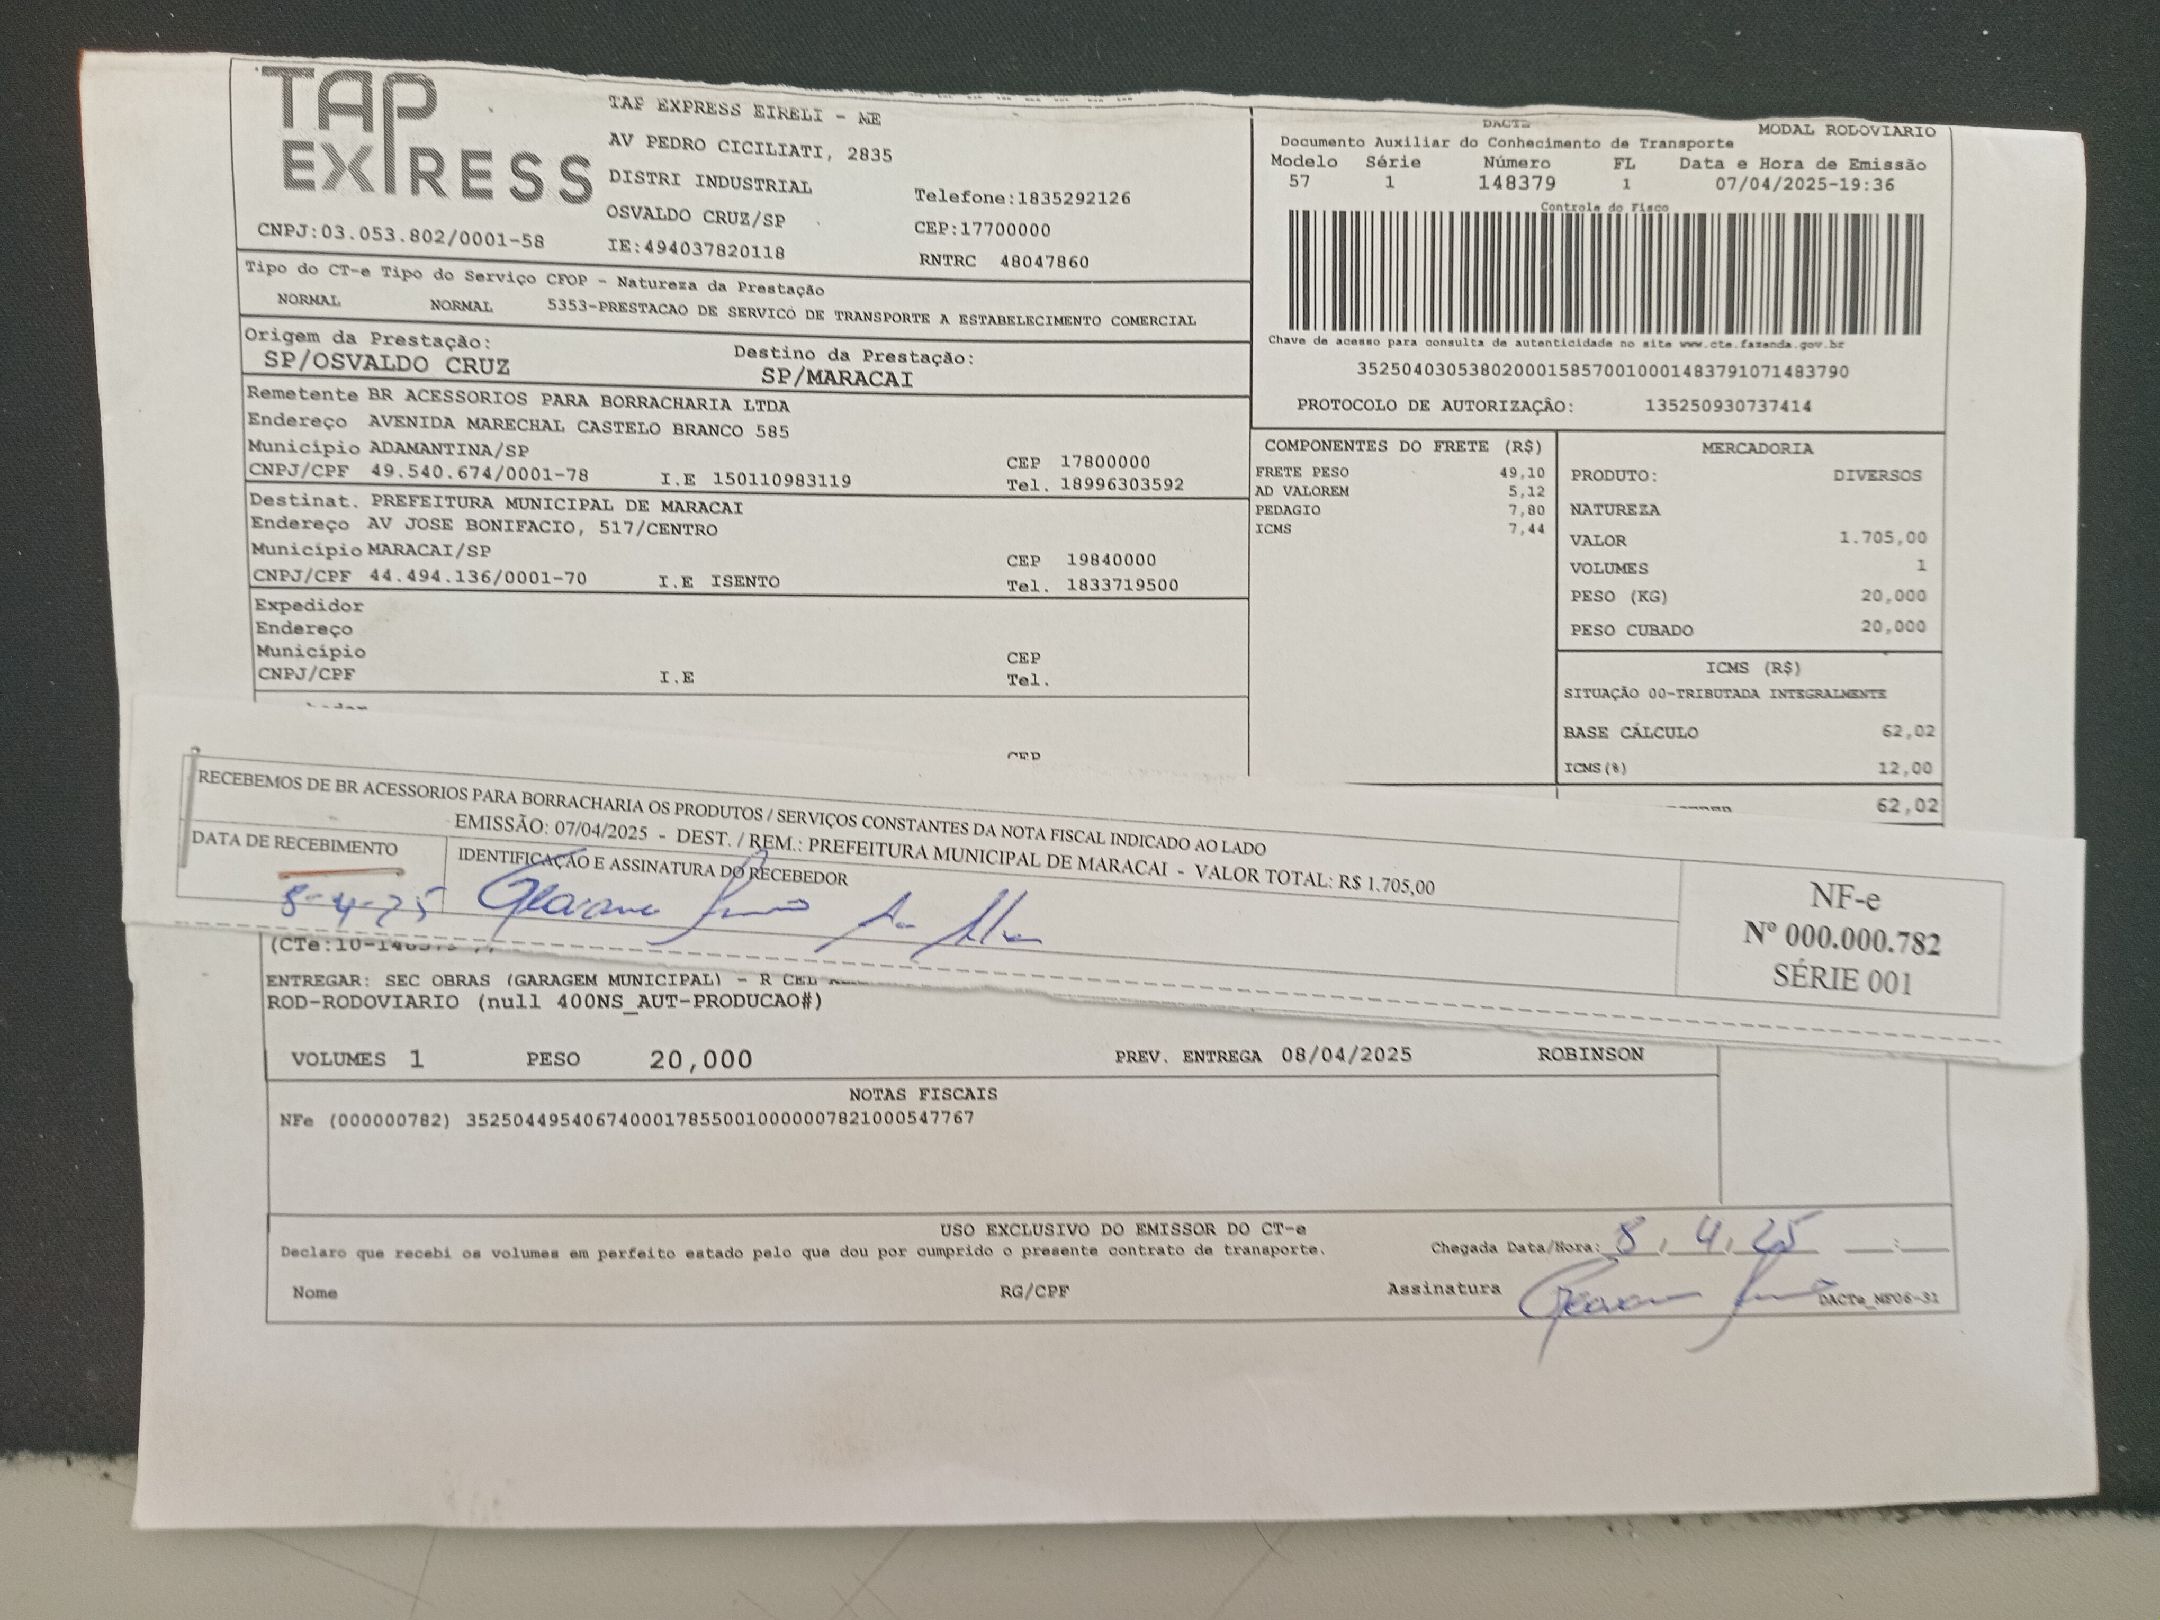 TAP
EXPRESS
CNPJ:03.053.802/0001-58
TAP EXPRESS EIRELI - ME
AV PEDRO CICILIATI, 2835
DISTRI INDUSTRIAL
OSVALDO CRUZ/SP
IE:494037820118
Telefone:1835292126
CEP:17700000
RNTRC 48047860
DACTE MODAL RODOVIARIO
Documento Auxiliar do Conhecimento de Transporte
Modelo Série Número FL Data e Hora de Emissão
57 1 148379 1 07/04/2025-19:36
Controle do Fisco
Chave de acesso para consulta de autenticidade no site www.cte.fazenda.gov.br
35250403053802000158570010001483791071483790
PROTOCOLO DE AUTORIZAÇÃO: 135250930737414
Tipo do CT-e Tipo do Serviço CFOP - Natureza da Prestação
NORMAL NORMAL 5353-PRESTACAO DE SERVICO DE TRANSPORTE A ESTABELECIMENTO COMERCIAL
Origem da Prestação: Destino da Prestação:
SP/OSVALDO CRUZ SP/MARACAI
Remetente BR ACESSORIOS PARA BORRACHARIA LTDA
Endereço AVENIDA MARECHAL CASTELO BRANCO 585
Município ADAMANTINA/SP CEP 17800000
CNPJ/CPF 49.540.674/0001-78 I.E 150110983119 Tel. 18996303592
Destinat. PREFEITURA MUNICIPAL DE MARACAI
Endereço AV JOSE BONIFACIO, 517/CENTRO
Município MARACAI/SP CEP 19840000
CNPJ/CPF 44.494.136/0001-70 I.E ISENTO Tel. 1833719500
Expedidor
Endereço
Município CEP
CNPJ/CPF I.E Tel.
CEP
COMPONENTES DO FRETE (R$)
FRETE PESO 49,10
AD VALOREM 5,12
PEDAGIO 7,80
ICMS 7,44
MERCADORIA
PRODUTO: DIVERSOS
NATUREZA
VALOR 1.705,00
VOLUMES 1
PESO (KG) 20,000
PESO CUBADO 20,000
ICMS (R$)
SITUAÇÃO 00-TRIBUTADA INTEGRALMENTE
BASE CÁLCULO 62,02
ICMS(%) 12,00
62,02
RECEBEMOS DE BR ACESSORIOS PARA BORRACHARIA OS PRODUTOS / SERVIÇOS CONSTANTES DA NOTA FISCAL INDICADO AO LADO
EMISSÃO: 07/04/2025 - DEST. / REM.: PREFEITURA MUNICIPAL DE MARACAI - VALOR TOTAL: R$ 1.705,00
DATA DE RECEBIMENTO IDENTIFICAÇÃO E ASSINATURA DO RECEBEDOR
8-4-25
NF-e
Nº 000.000.782
SÉRIE 001
ENTREGAR: SEC OBRAS (GARAGEM MUNICIPAL) - R CEL
ROD-RODOVIARIO (null 400NS_AUT-PRODUCAO#)
VOLUMES 1 PESO 20,000 PREV. ENTREGA 08/04/2025 ROBINSON
NOTAS FISCAIS
NFe (000000782) 35250449540674000178550010000007821000547767
USO EXCLUSIVO DO EMISSOR DO CT-e
Declaro que recebi os volumes em perfeito estado pelo que dou por cumprido o presente contrato de transporte. Chegada Data/Hora: 8, 4, 25 :
Nome RG/CPF Assinatura DACTe_MF06-31